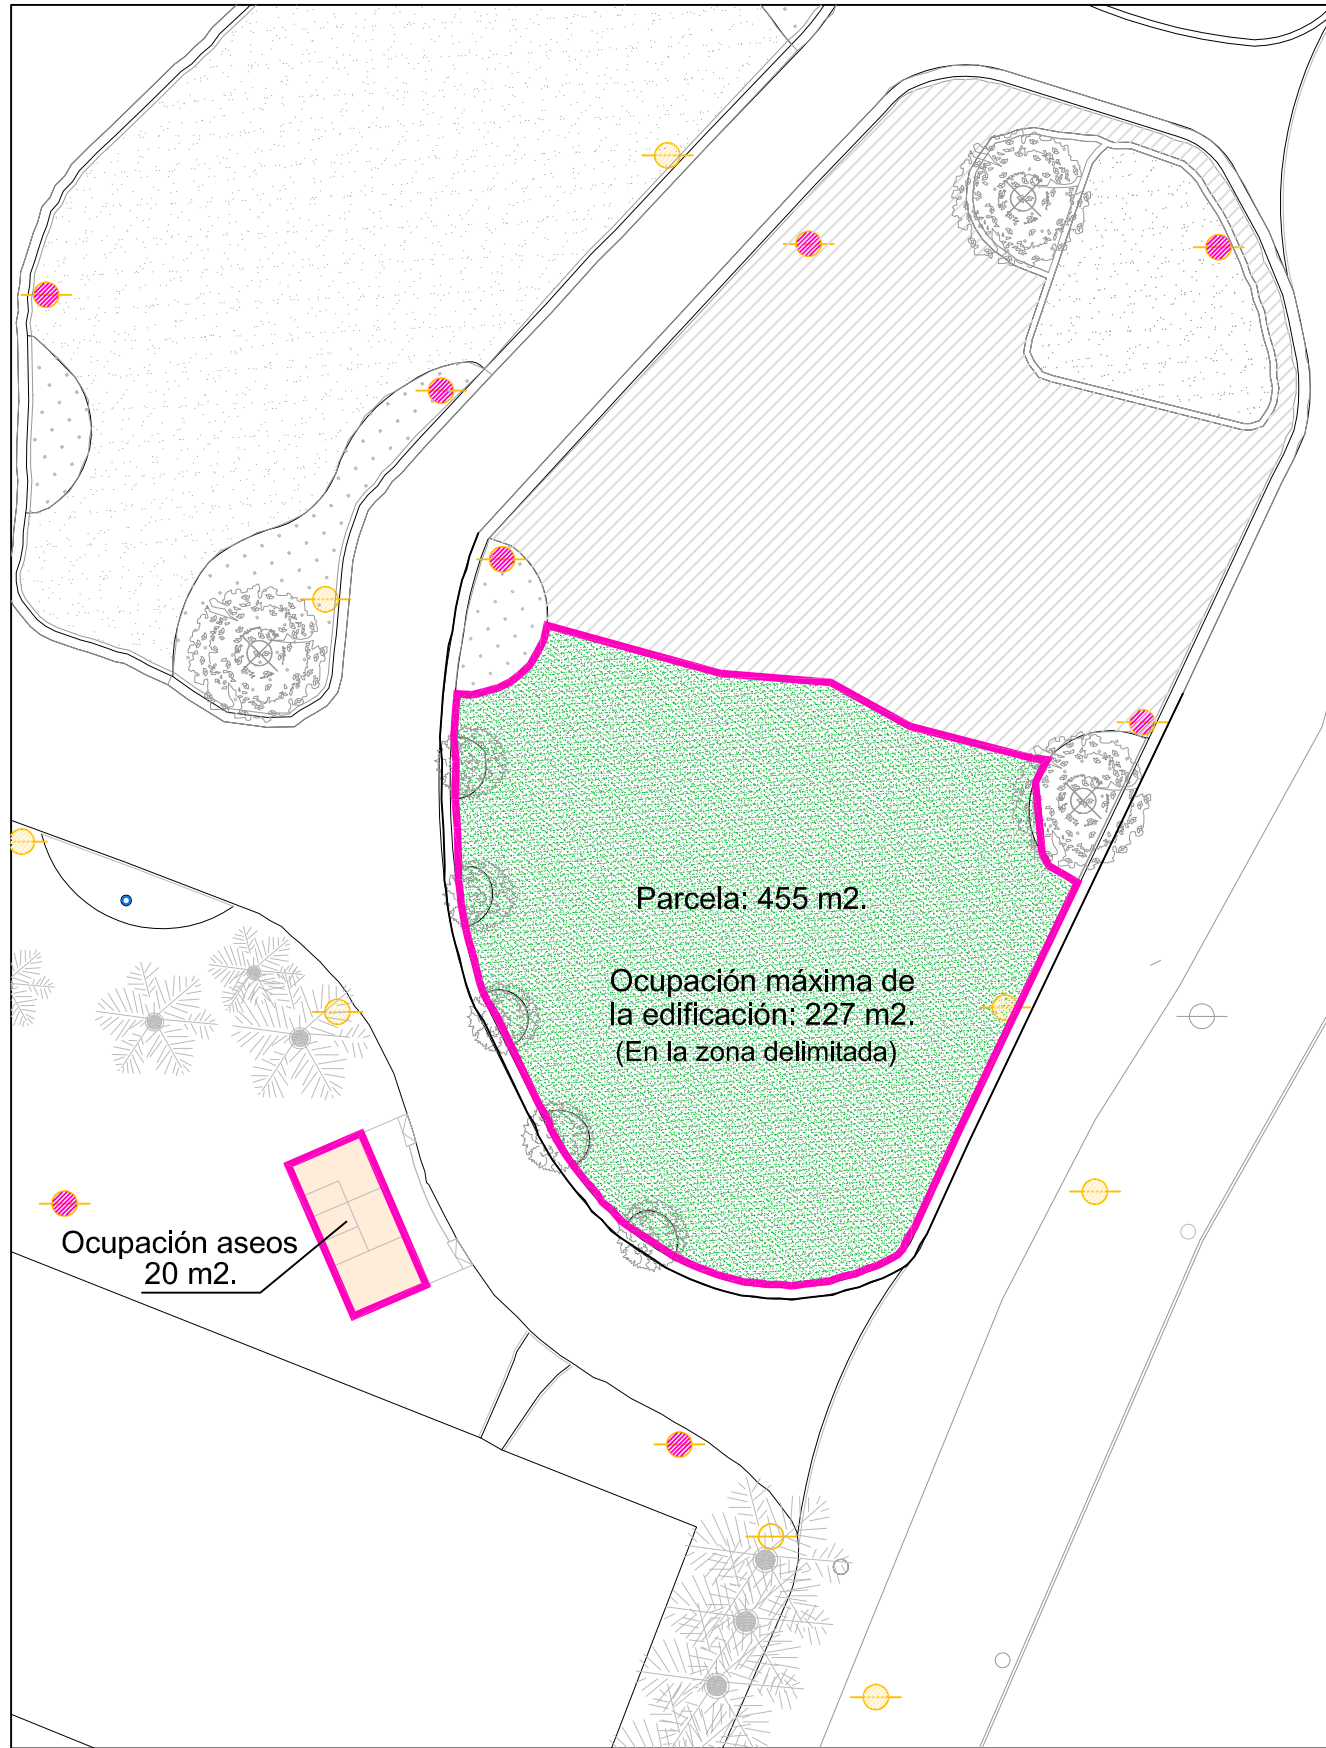 Parcela: 455 m2.
Ocupación máxima de
la edificación: 227 m2.
(En la zona delimitada)
Ocupación aseos
20 m2.